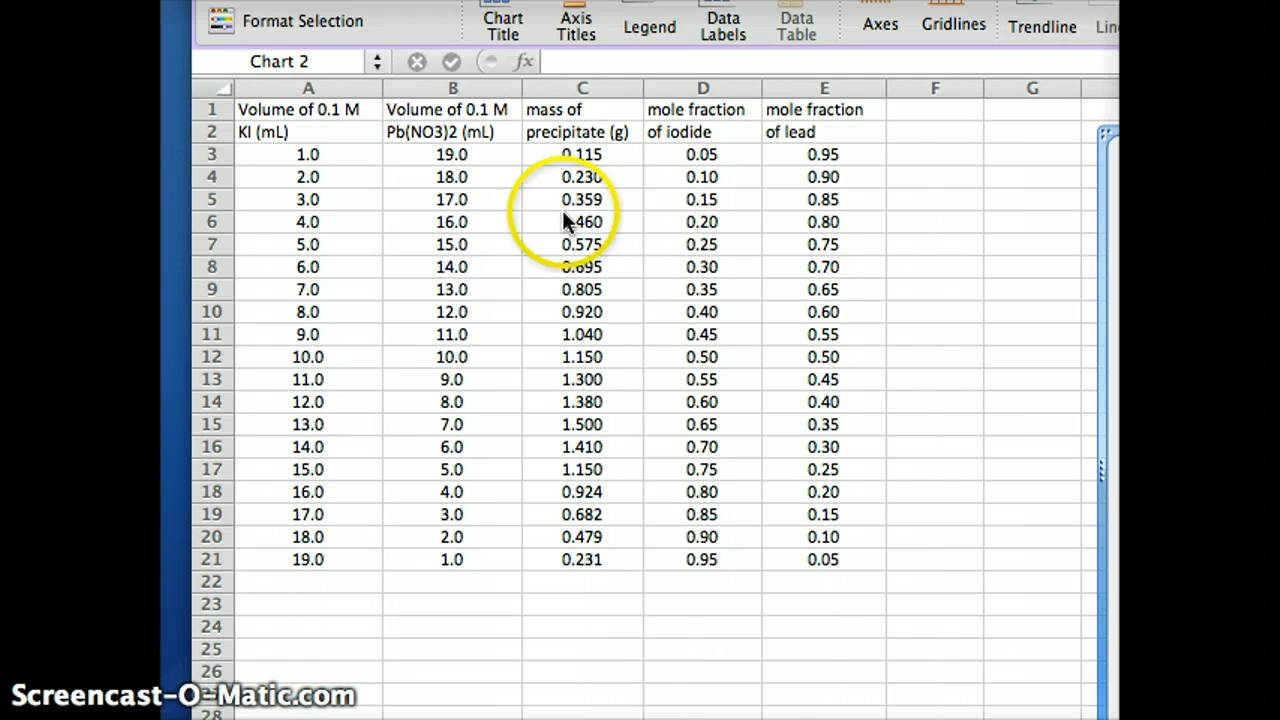 Format Selection
Chart Title
Axis Titles
Legend
Data Labels
Data Table
Axes
Gridlines
Trendline
Chart 2
fx
A B C D E F G
1 Volume of 0.1 M Volume of 0.1 M mass of mole fraction mole fraction
2 KI (mL) Pb(NO3)2 (mL) precipitate (g) of iodide of lead
3 1.0 19.0 0.115 0.05 0.95
4 2.0 18.0 0.230 0.10 0.90
5 3.0 17.0 0.359 0.15 0.85
6 4.0 16.0 .460 0.20 0.80
7 5.0 15.0 0.575 0.25 0.75
8 6.0 14.0 0.695 0.30 0.70
9 7.0 13.0 0.805 0.35 0.65
10 8.0 12.0 0.920 0.40 0.60
11 9.0 11.0 1.040 0.45 0.55
12 10.0 10.0 1.150 0.50 0.50
13 11.0 9.0 1.300 0.55 0.45
14 12.0 8.0 1.380 0.60 0.40
15 13.0 7.0 1.500 0.65 0.35
16 14.0 6.0 1.410 0.70 0.30
17 15.0 5.0 1.150 0.75 0.25
18 16.0 4.0 0.924 0.80 0.20
19 17.0 3.0 0.682 0.85 0.15
20 18.0 2.0 0.479 0.90 0.10
21 19.0 1.0 0.231 0.95 0.05
22
23
24
25
26
28
Screencast-O-Matic.com